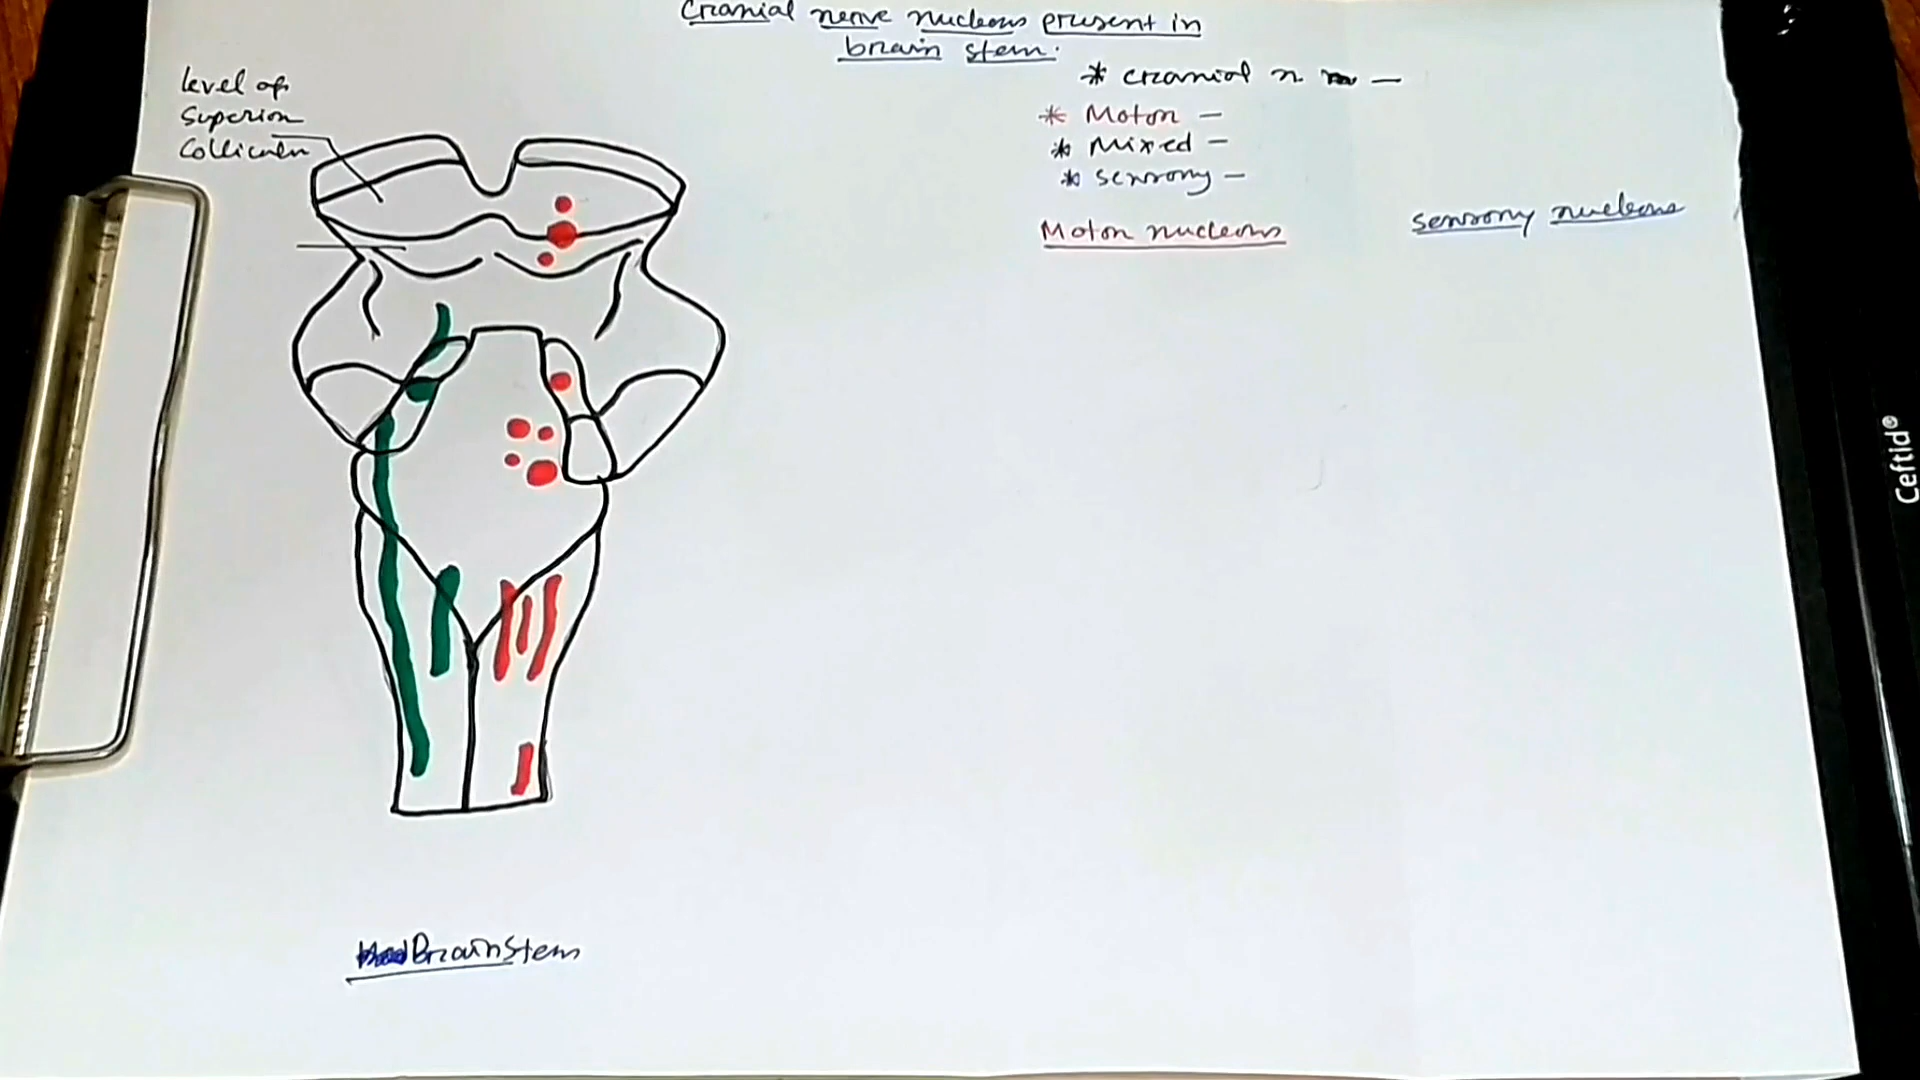 Cranial nerve nucleus present in
brain stem.
level of
Superior
Colliculu
* cranial n. —
* Motor —
* Mixed —
* sensory —
Motor nucleus
sensory nucleus
BrainStem
Ceftid®